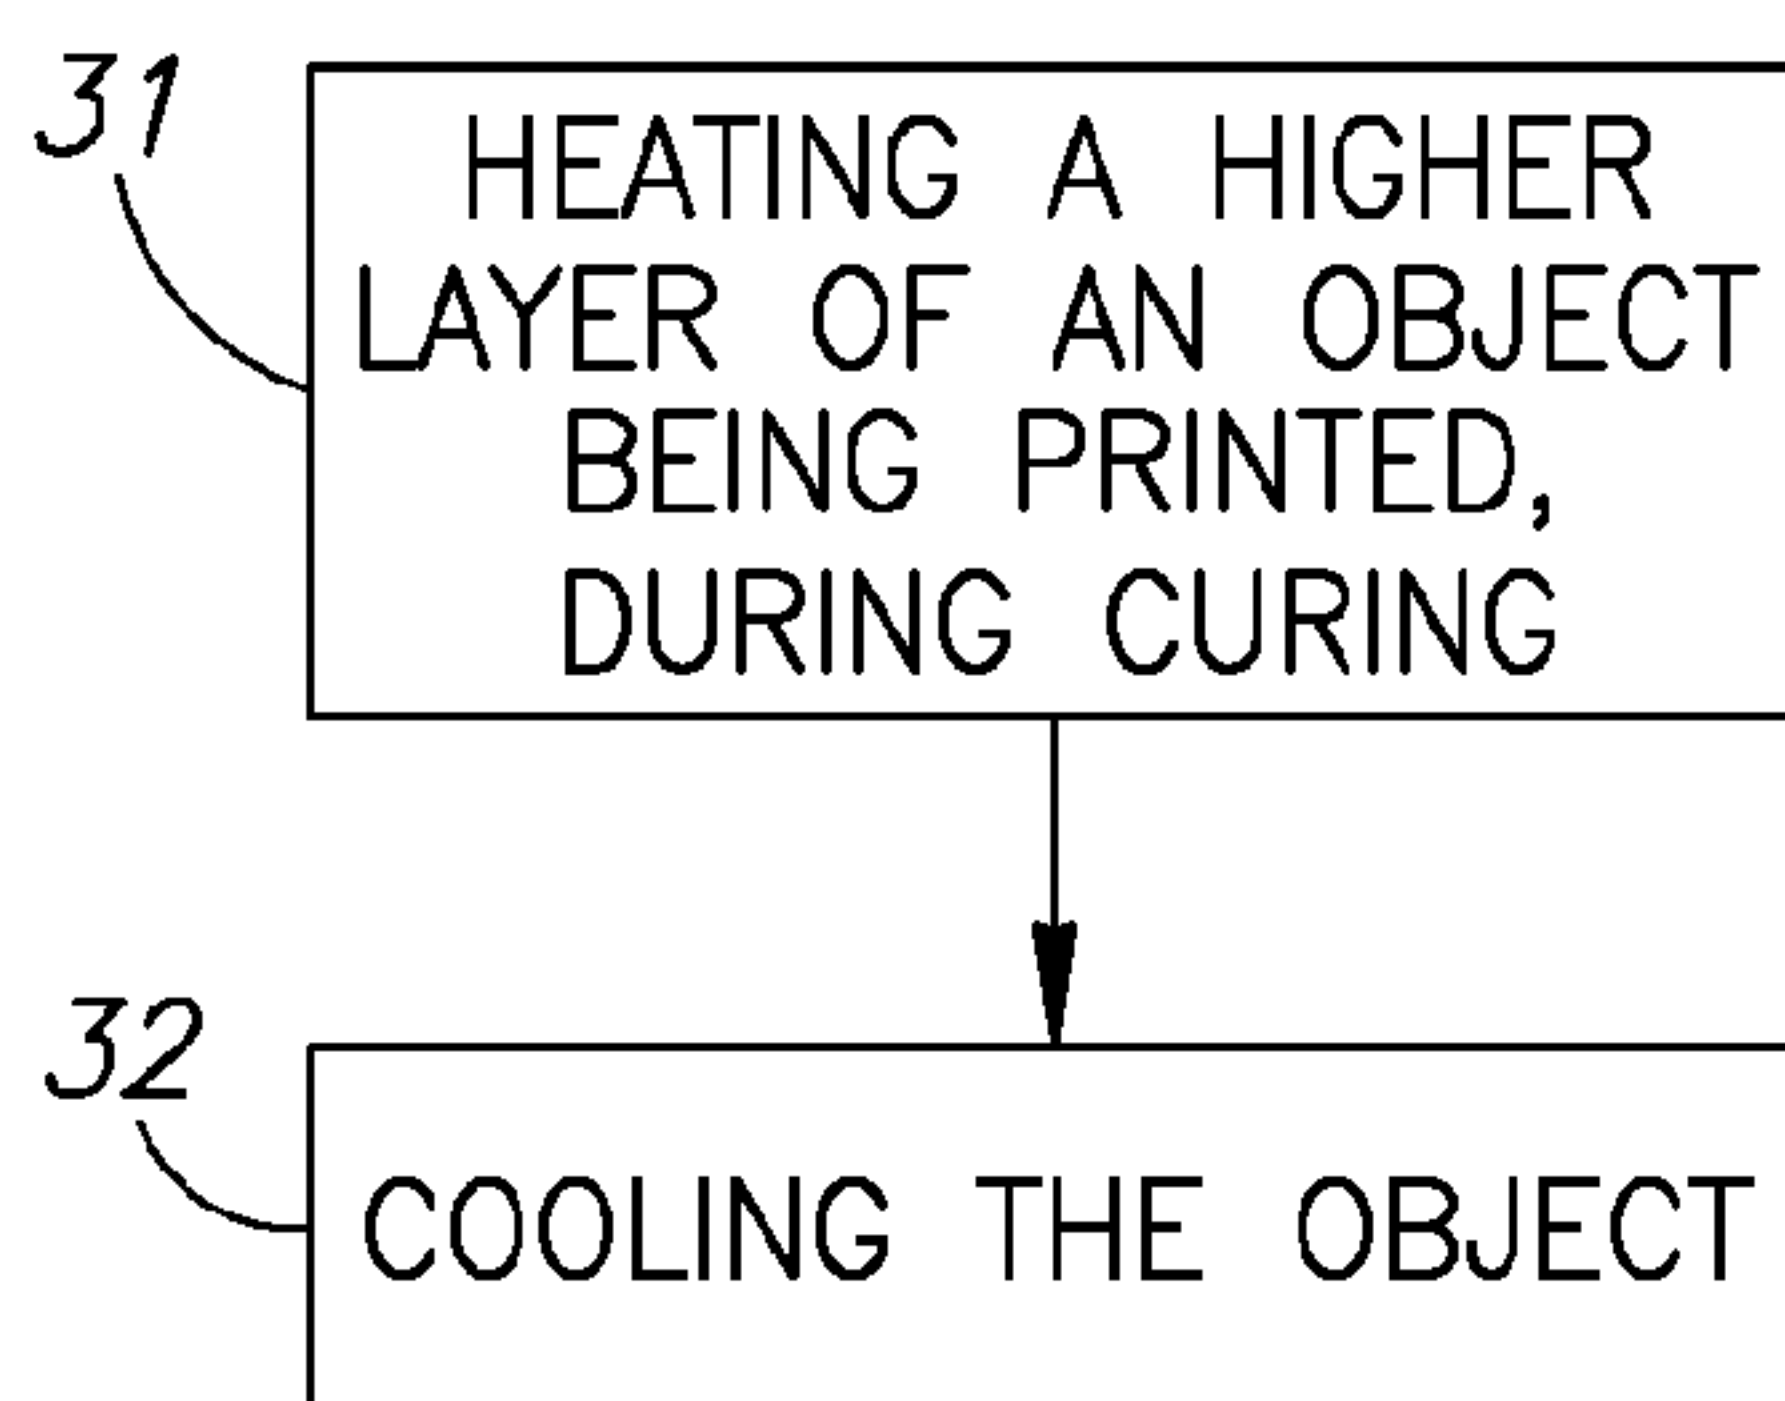 31
HEATING A HIGHER
LAYER OF AN OBJECT
BEING PRINTED,
DURING CURING
32
COOLING THE OBJECT